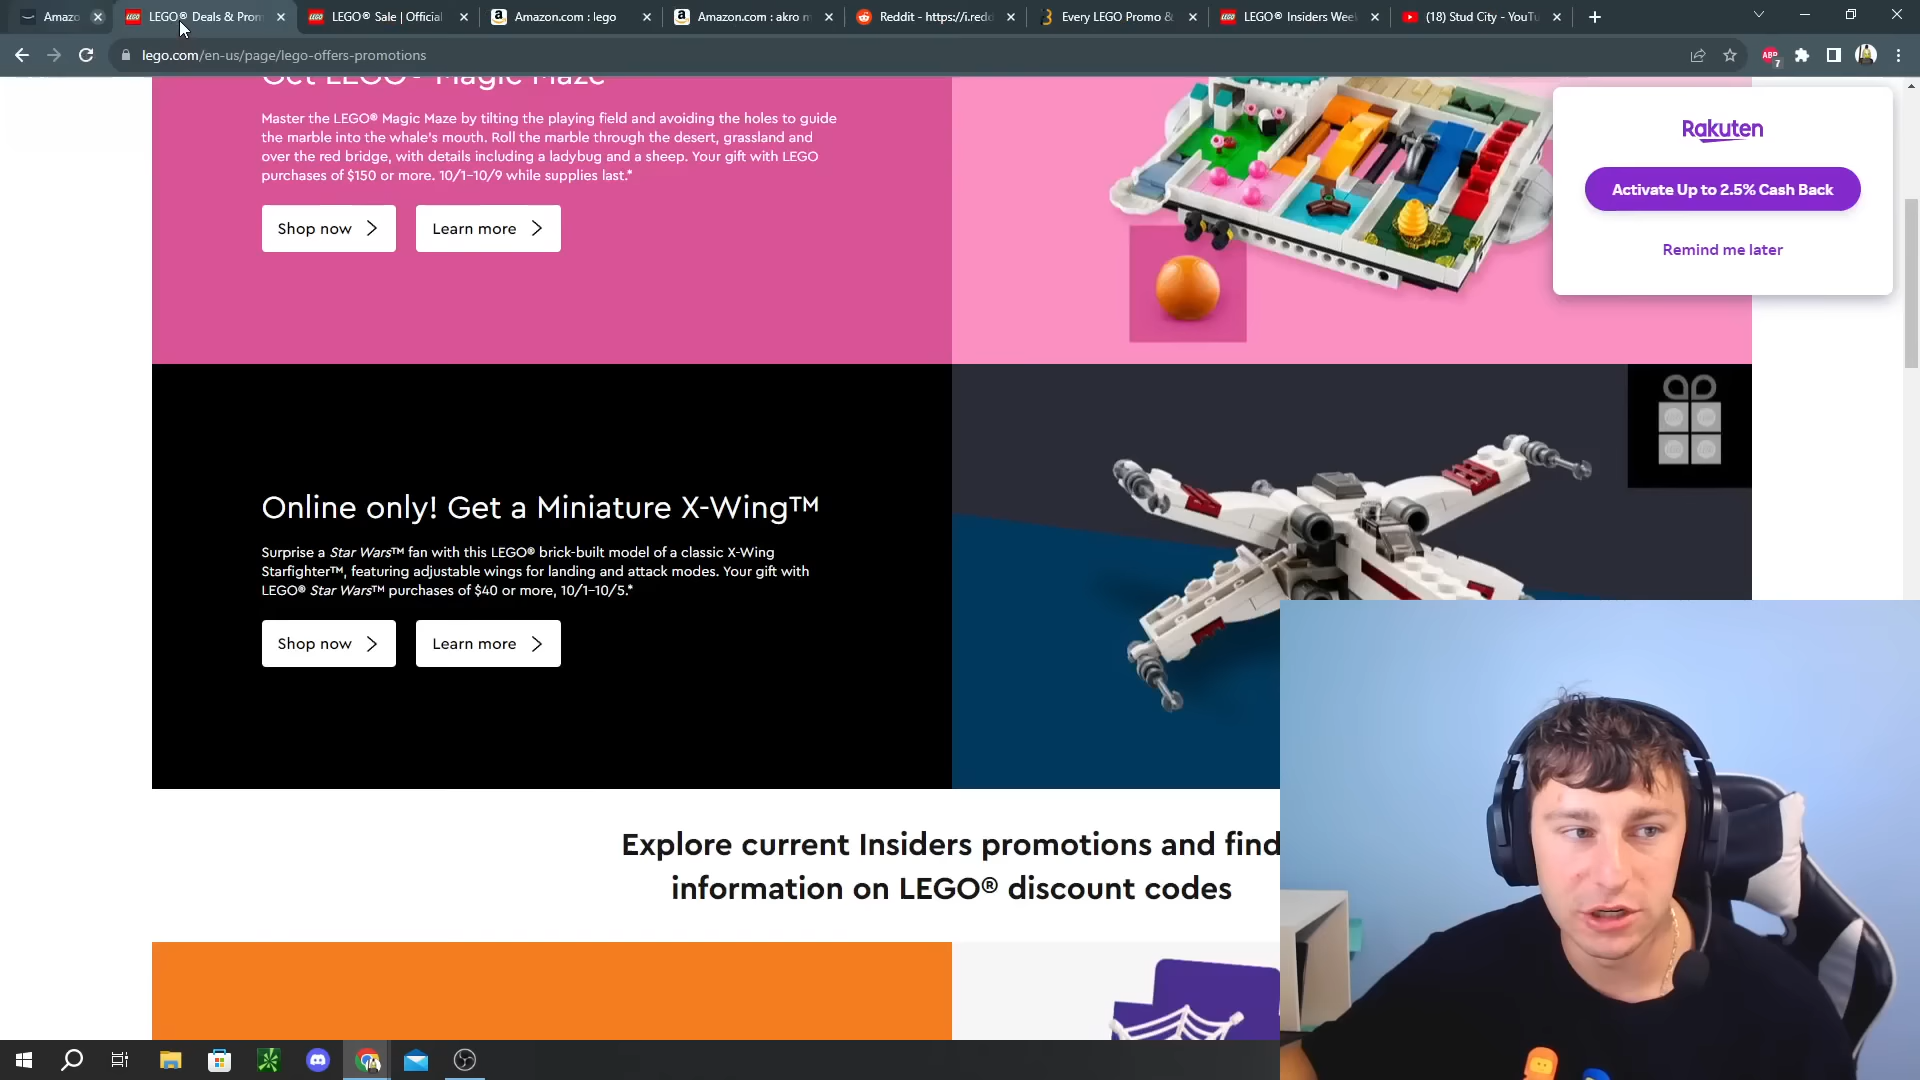 Amazo
LEGO® Deals & Pron
LEGO® Sale | Official
Amazon.com : lego
Amazon.com : akro m
Reddit - https://i.redd
Every LEGO Promo &
LEGO® Insiders Wee
(18) Stud City - YouTu
lego.com/en-us/page/lego-offers-promotions
ABP
7
Get LEGO® Magic Maze
Master the LEGO® Magic Maze by tilting the playing field and avoiding the holes to guide
the marble into the whale's mouth. Roll the marble through the desert, grassland and
over the red bridge, with details including a ladybug and a sheep. Your gift with LEGO
purchases of $150 or more. 10/1–10/9 while supplies last.*
Shop now
Learn more
Rakuten
Activate Up to 2.5% Cash Back
Remind me later
Online only! Get a Miniature X-Wing™
Surprise a Star Wars™ fan with this LEGO® brick-built model of a classic X-Wing
Starfighter™, featuring adjustable wings for landing and attack modes. Your gift with
LEGO® Star Wars™ purchases of $40 or more, 10/1–10/5.*
Shop now
Learn more
Explore current Insiders promotions and find
information on LEGO® discount codes